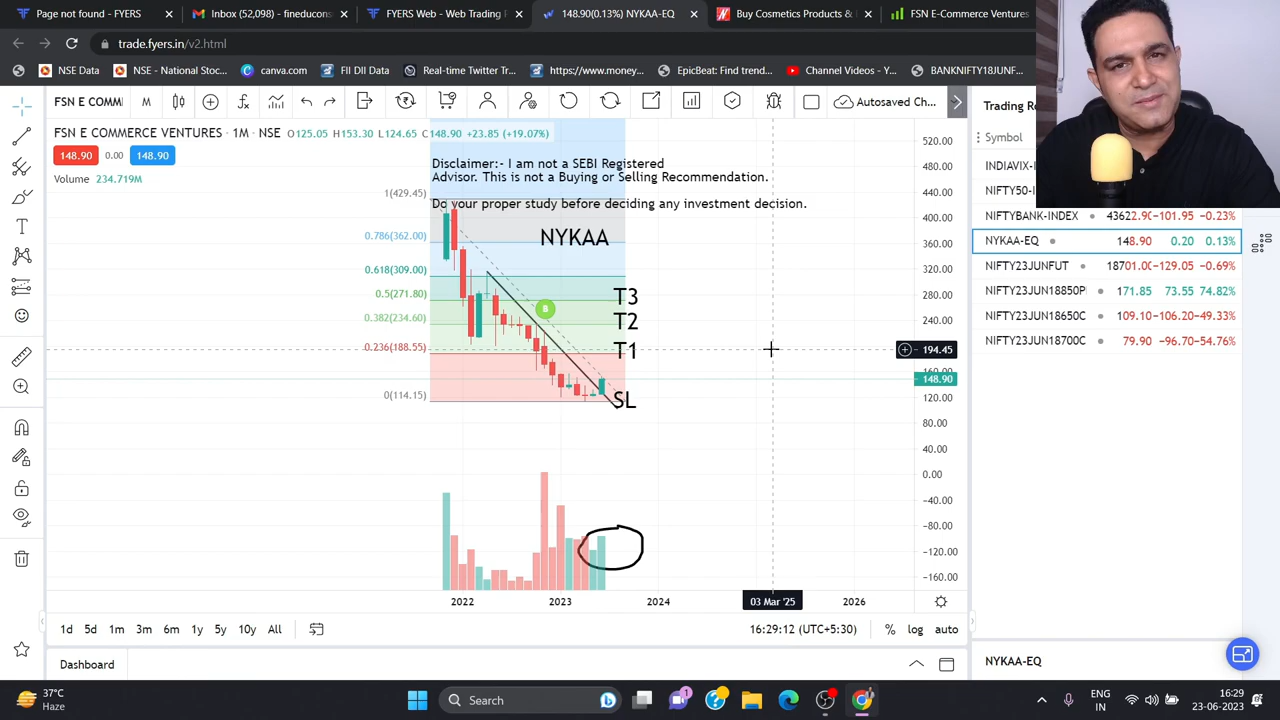 FYERS Products
Inbox (52,098) - fineducons
FYERS Web - Web Trading P
148.90(0.13%) NYKAA-EQ
Buy Cosmetics Products &
FSN E-Commerce Ventures
trade.fyers.in/v2.html
NSE Data
NSE - National Stoc...
canva.com
FII DII Data
Real-time Twitter Tr...
https://www.money...
EpicBeat: Find trend...
Channel Videos - Y...
BANKNIFTY18JUNF...
FSN E COMMI
M
Autosaved Ch...
Trading Re
FSN E COMMERCE VENTURES · 1M · NSE O125.05 H153.30 L124.65 C148.90 +23.85 (+19.07%)
148.90
0.00
148.90
Volume 234.719M
Disclaimer:- I am not a SEBI Registered
Advisor. This is not a Buying or Selling Recommendation.
Do your proper study before deciding any investment decision.
NYKAA
1(429.45)
0.786(362.00)
0.618(309.00)
0.5(271.80)
0.382(234.60)
0.236(188.55)
0(114.15)
B
T3
T2
T1
SL
520.00
480.00
440.00
400.00
360.00
320.00
280.00
240.00
194.45
160.00
148.90
120.00
80.00
40.00
0.00
-40.00
-80.00
-120.00
-160.00
2022
2023
2024
03 Mar '25
2026
Symbol
INDIAVIX-I
NIFTY50-I
NIFTYBANK-INDEX 43622.90 -101.95 -0.23%
NYKAA-EQ 148.90 0.20 0.13%
NIFTY23JUNFUT 18701.00 -129.05 -0.69%
NIFTY23JUN18850P 171.85 73.55 74.82%
NIFTY23JUN18650C 109.10 -106.20 -49.33%
NIFTY23JUN18700C 79.90 -96.70 -54.76%
1d 5d 1m 3m 6m 1y 5y 10y All
16:29:12 (UTC+5:30) % log auto
Dashboard
NYKAA-EQ
37°C
Haze
Search
1
ENG
IN
16:29
23-06-2023